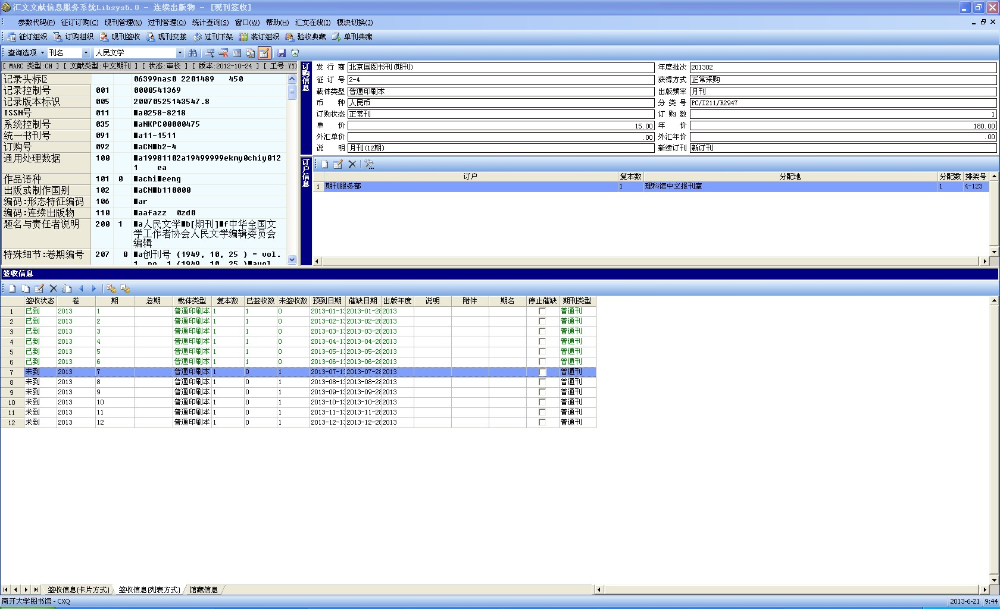 汇文文献信息服务系统Libsys5.0 - 连续出版物 - [现刊签收]
参数代码(P) 征订订购(C) 现刊管理(N) 过刊管理(O) 统计查询(S) 窗口(W) 帮助(H) 汇文在线(I) 模块切换(J)
征订组织 订购组织 现刊签收 现刊交接 过刊下架 装订组织 验收典藏 单刊典藏
查询选项 刊名 人民文学
[ MARC 类型:CN ] [ 文献类型:中文期刊 ] [ 状态:审校 ] [ 版本:2012-10-24 ] [ 工号:YY
记录头标区 06399nas0 2201489 450
记录控制号 001 0000541369
记录版本标识 005 20070525143547.8
ISSN号 011 ■a0258-8218
系统控制号 035 ■aNKPC00000475
统一书刊号 091 ■a11-1511
订购号 092 ■aCN■b2-4
通用处理数据 100 ■a19981102a19499999ekmy0chiy012
1 ea
作品语种 101 0 ■achi■eeng
出版或制作国别 102 ■aCN■b110000
编码:形态特征编码 106 ■ar
编码:连续出版物 110 ■aafazz 0zd0
题名与责任者说明 200 1 ■a人民文学■b[期刊]■f中华全国文
学工作者协会人民文学编辑委员会
编辑
特殊细节:卷期编号 207 0 ■a创刊号 (1949, 10, 25 ) = vol.
1, no. 1 (1949, 10, 25 )■avol
订购信息
发行商 北京国图书刊(期刊) 年度批次 201302
征订号 2-4 获得方式 正常采购
载体类型 普通印刷本 出版频率 月刊
币种 人民币 分类号 PC/I211/R2947
订购状态 正常刊 订购数 1
单价 15.00 年价 180.00
外汇单价 .00 外汇年价 .00
说明 月刊(12期) 新续订刊 新订刊
订户信息
订户 复本数 分配地 分配数 排架号
1 期刊服务部 1 理科馆中文报刊室 1 4-123
签收信息
签收状态 卷 期 总期 载体类型 复本数 已签收数 未签收数 预到日期 催缺日期 出版年度 说明 附件 期名 停止催缺 期刊类型
1 已到 2013 1 普通印刷本 1 1 0 2013-01-13 2013-01-28 2013 普通刊
2 已到 2013 2 普通印刷本 1 1 0 2013-02-13 2013-02-28 2013 普通刊
3 已到 2013 3 普通印刷本 1 1 0 2013-03-13 2013-03-28 2013 普通刊
4 已到 2013 4 普通印刷本 1 1 0 2013-04-13 2013-04-28 2013 普通刊
5 已到 2013 5 普通印刷本 1 1 0 2013-05-13 2013-05-28 2013 普通刊
6 已到 2013 6 普通印刷本 1 1 0 2013-06-13 2013-06-28 2013 普通刊
7 未到 2013 7 普通印刷本 1 0 1 2013-07-13 2013-07-28 2013 普通刊
8 未到 2013 8 普通印刷本 1 0 1 2013-08-13 2013-08-28 2013 普通刊
9 未到 2013 9 普通印刷本 1 0 1 2013-09-13 2013-09-28 2013 普通刊
10 未到 2013 10 普通印刷本 1 0 1 2013-10-13 2013-10-28 2013 普通刊
11 未到 2013 11 普通印刷本 1 0 1 2013-11-13 2013-11-28 2013 普通刊
12 未到 2013 12 普通印刷本 1 0 1 2013-12-13 2013-12-28 2013 普通刊
签收信息(卡片方式) 签收信息(列表方式) 馆藏信息
南开大学图书馆 - CXQ 2013-6-21 9:44